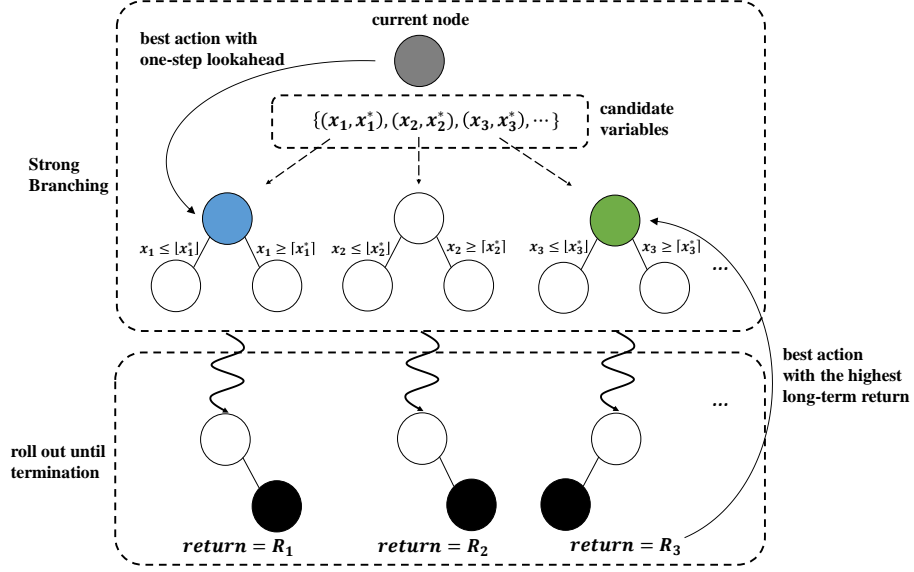 current node
best action with
one-step lookahead
{(x₁, x₁*), (x₂, x₂*), (x₃, x₃*), ⋯}
candidate
variables
Strong
Branching
x₁ ≤ ⌊x₁*⌋
x₁ ≥ ⌈x₁*⌉
x₂ ≤ ⌊x₂*⌋
x₂ ≥ ⌈x₂*⌉
x₃ ≤ ⌊x₃*⌋
x₃ ≥ ⌈x₃*⌉
...
best action
with the highest
long-term return
...
roll out until
termination
return = R₁
return = R₂
return = R₃